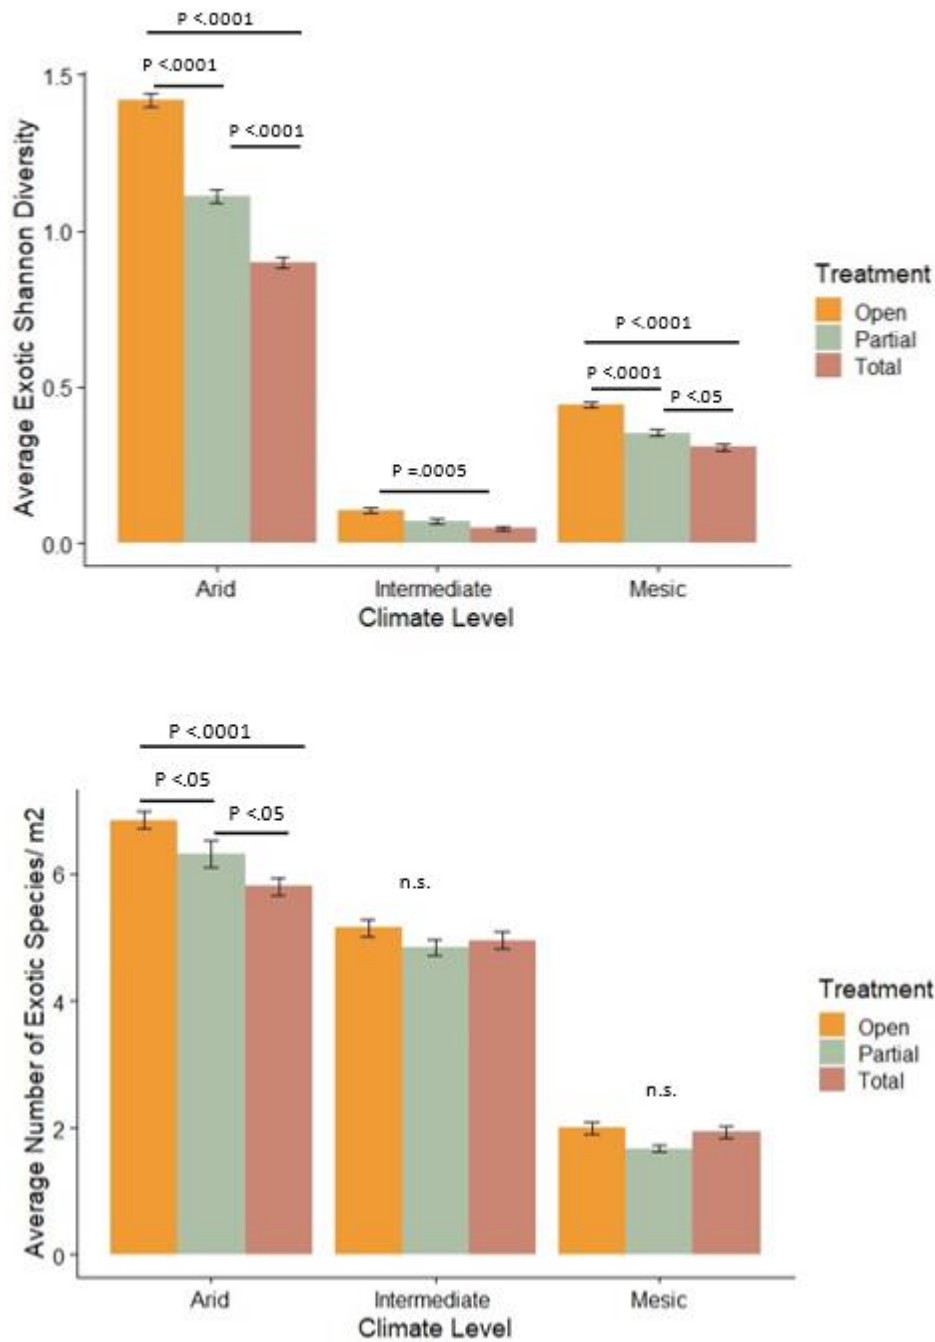 P <.0001
P <.0001
P <.0001
1.5
1.0
0.5
0.0
Average Exotic Shannon Diversity
P =.0005
P <.0001
P <.0001
P <.05
Arid
Intermediate
Mesic
Climate Level
Treatment
Open
Partial
Total
P <.0001
P <.05
P <.05
n.s.
n.s.
6
4
2
0
Average Number of Exotic Species/ m2
Arid
Intermediate
Mesic
Climate Level
Treatment
Open
Partial
Total